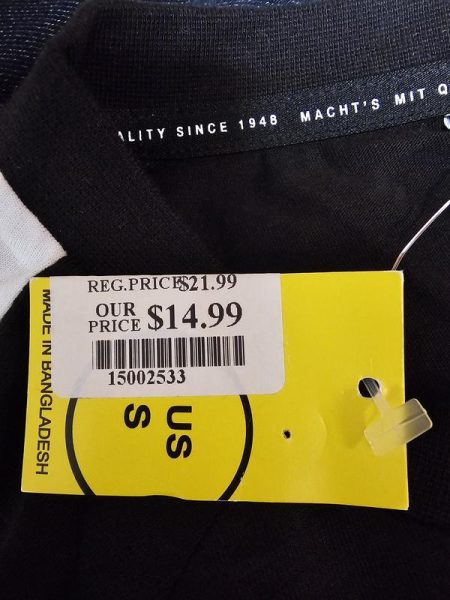 ALITY SINCE 1948 MACHT'S MIT Q
REG.PRICE$21.99
OUR
PRICE $14.99
15002533
MADE IN BANGLADESH
US
S